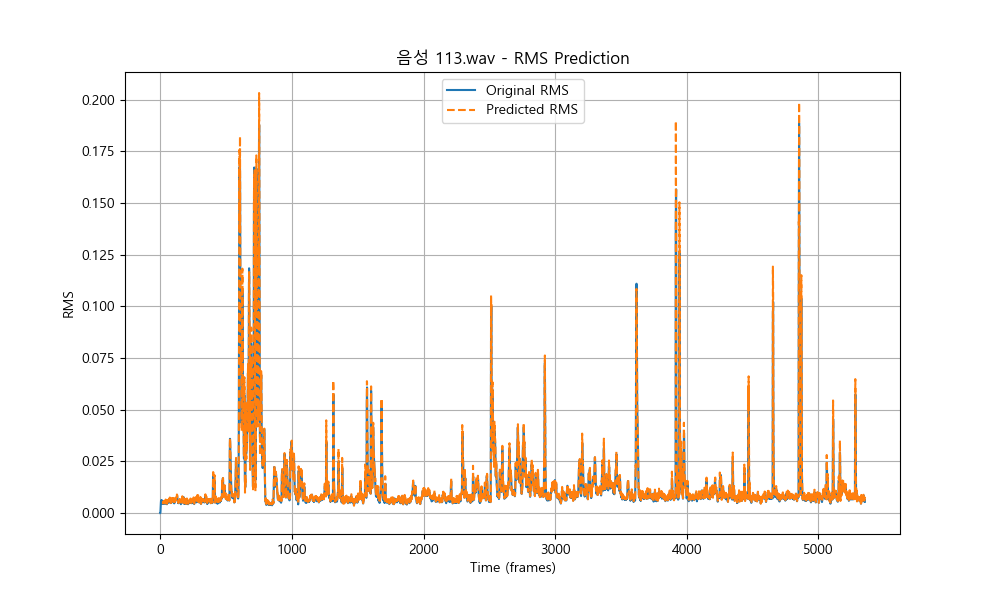 음성 113.wav - RMS Prediction
Original RMS
Predicted RMS
0.200
0.175
0.150
0.125
0.100
0.075
0.050
0.025
0.000
RMS
0 1000 2000 3000 4000 5000
Time (frames)